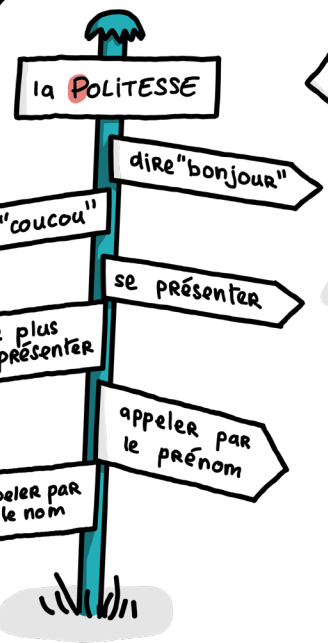 la POLITESSE
dire "bonjour"
"coucou"
se présenter
plus
présenter
appeler par
le prénom
par
le nom